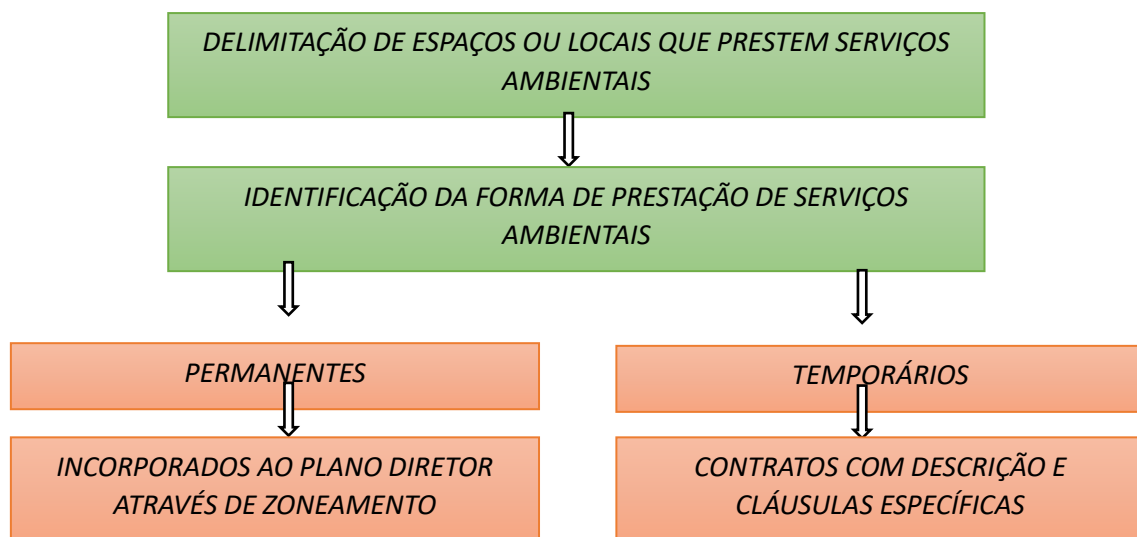 DELIMITAÇÃO DE ESPAÇOS OU LOCAIS QUE PRESTEM SERVIÇOS
AMBIENTAIS
IDENTIFICAÇÃO DA FORMA DE PRESTAÇÃO DE SERVIÇOS
AMBIENTAIS
PERMANENTES
TEMPORÁRIOS
INCORPORADOS AO PLANO DIRETOR
ATRAVÉS DE ZONEAMENTO
CONTRATOS COM DESCRIÇÃO E
CLÁUSULAS ESPECÍFICAS